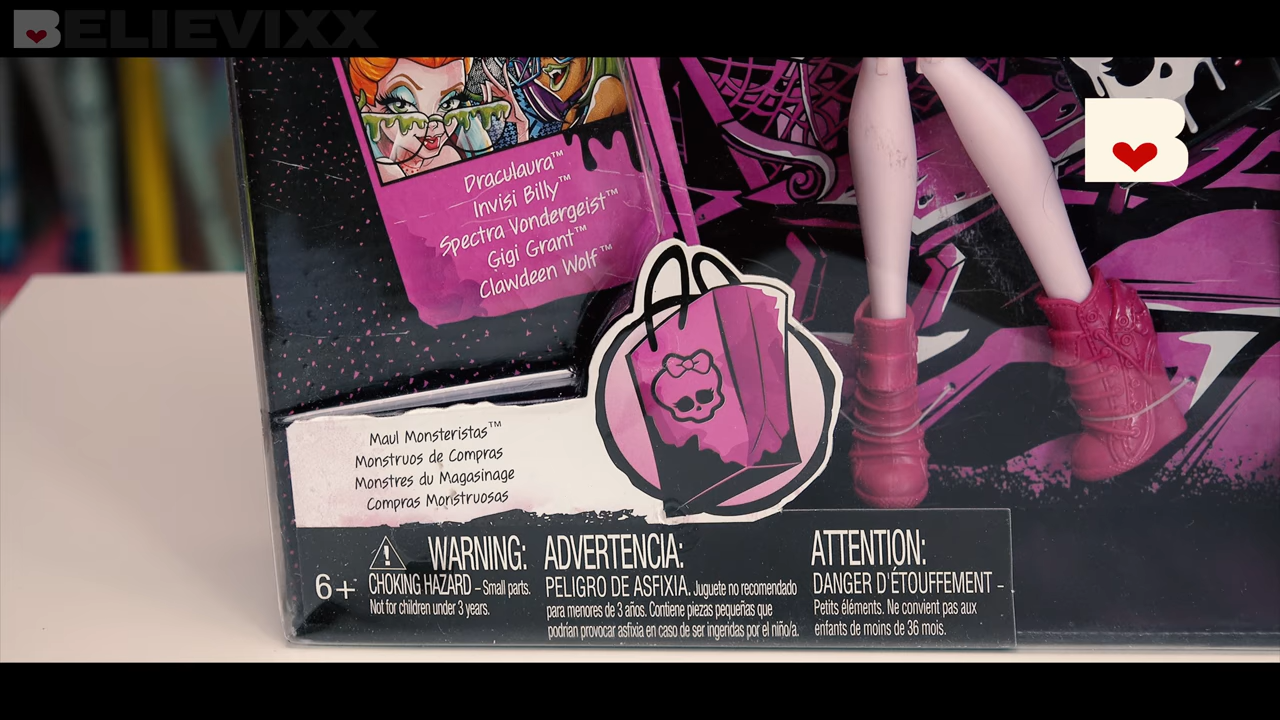 BELIEVIXX
B
Draculaura™
Invisi Billy™
Spectra Vondergeist™
Gigi Grant™
Clawdeen Wolf™
Maul Monsteristas™
Monstruos de Compras
Monstres du Magasinage
Compras Monstruosas
6+
WARNING:
CHOKING HAZARD – Small parts.
Not for children under 3 years.
ADVERTENCIA:
PELIGRO DE ASFIXIA. Juguete no recomendado
para menores de 3 años. Contiene piezas pequeñas que
podrían provocar asfixia en caso de ser ingeridas por el niño/a.
ATTENTION:
DANGER D'ÉTOUFFEMENT –
Petits éléments. Ne convient pas aux
enfants de moins de 36 mois.